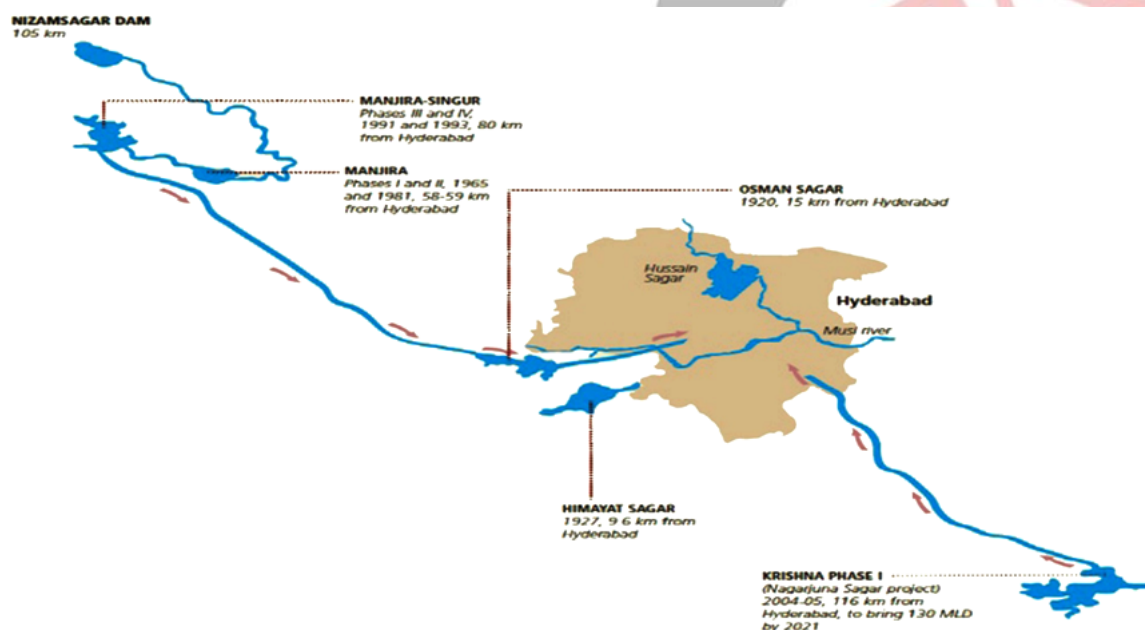 NIZAMSAGAR DAM
105 km
MANJIRA-SINGUR
Phases III and IV,
1991 and 1993, 80 km
from Hyderabad
MANJIRA
Phases I and II, 1965
and 1981, 58-59 km
from Hyderabad
OSMAN SAGAR
1920, 15 km from Hyderabad
Hussain
Sagar
Hyderabad
Musi river
HIMAYAT SAGAR
1927, 9 6 km from
Hyderabad
KRISHNA PHASE I
(Nagarjuna Sagar project)
2004-05, 116 km from
Hyderabad, to bring 130 MLD
by 2021